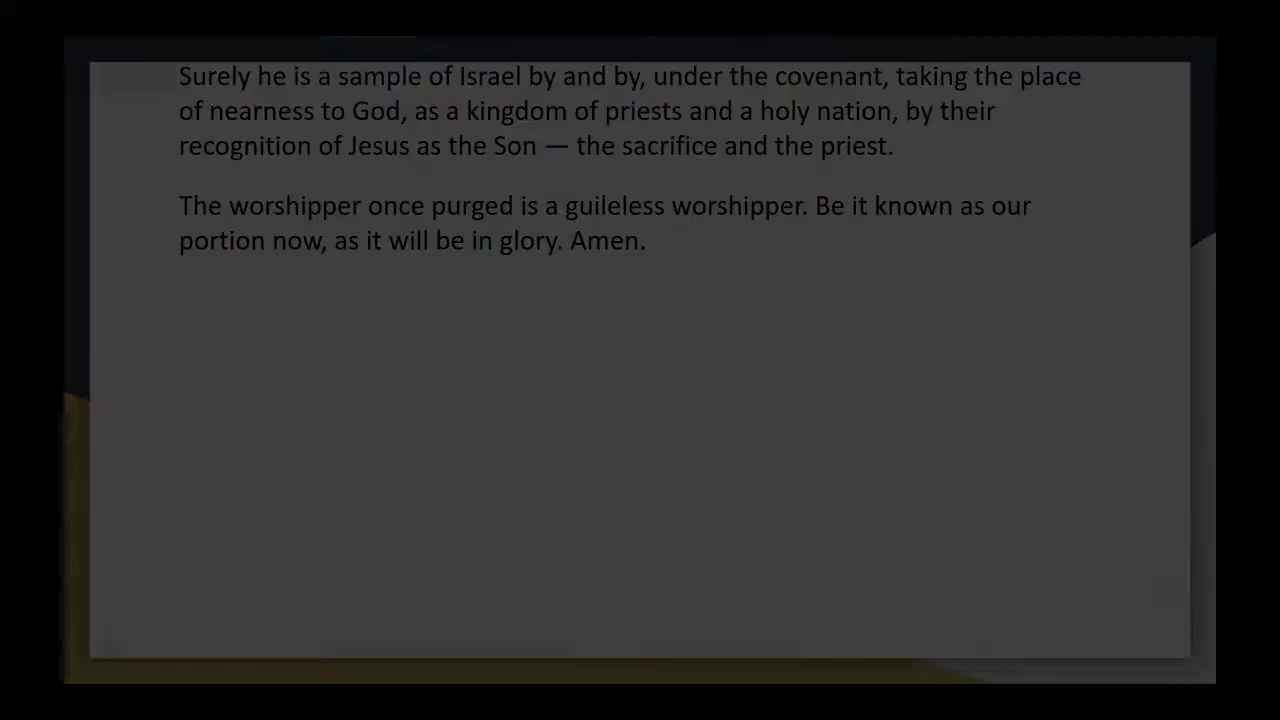 Surely he is a sample of Israel by and by, under the covenant, taking the place
of nearness to God, as a kingdom of priests and a holy nation, by their
recognition of Jesus as the Son — the sacrifice and the priest.
The worshipper once purged is a guileless worshipper. Be it known as our
portion now, as it will be in glory. Amen.